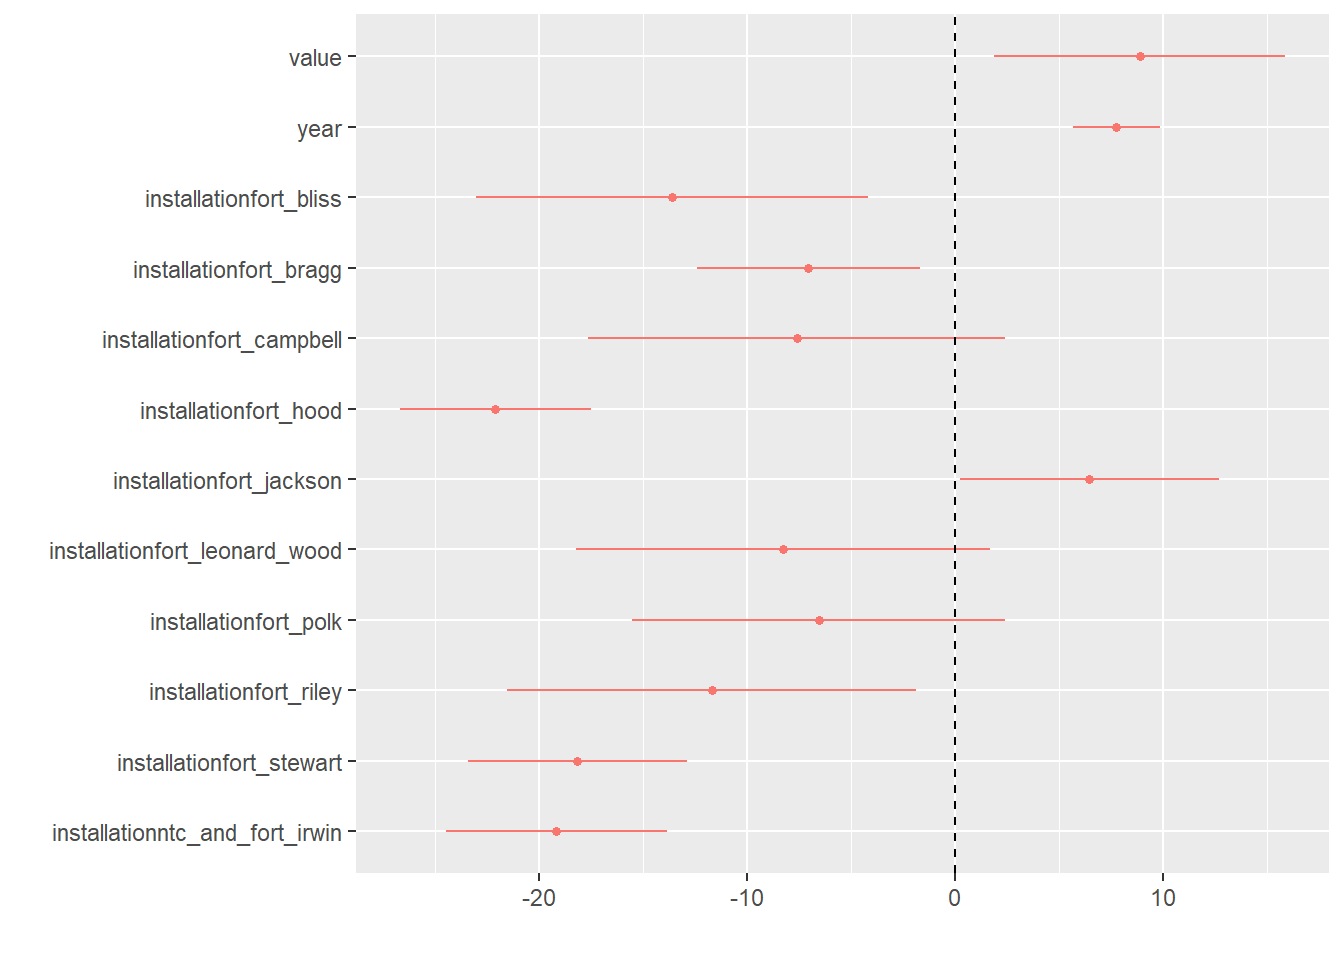 value
year
installationfort_bliss
installationfort_bragg
installationfort_campbell
installationfort_hood
installationfort_jackson
installationfort_leonard_wood
installationfort_polk
installationfort_riley
installationfort_stewart
installationntc_and_fort_irwin
-20 -10 0 10